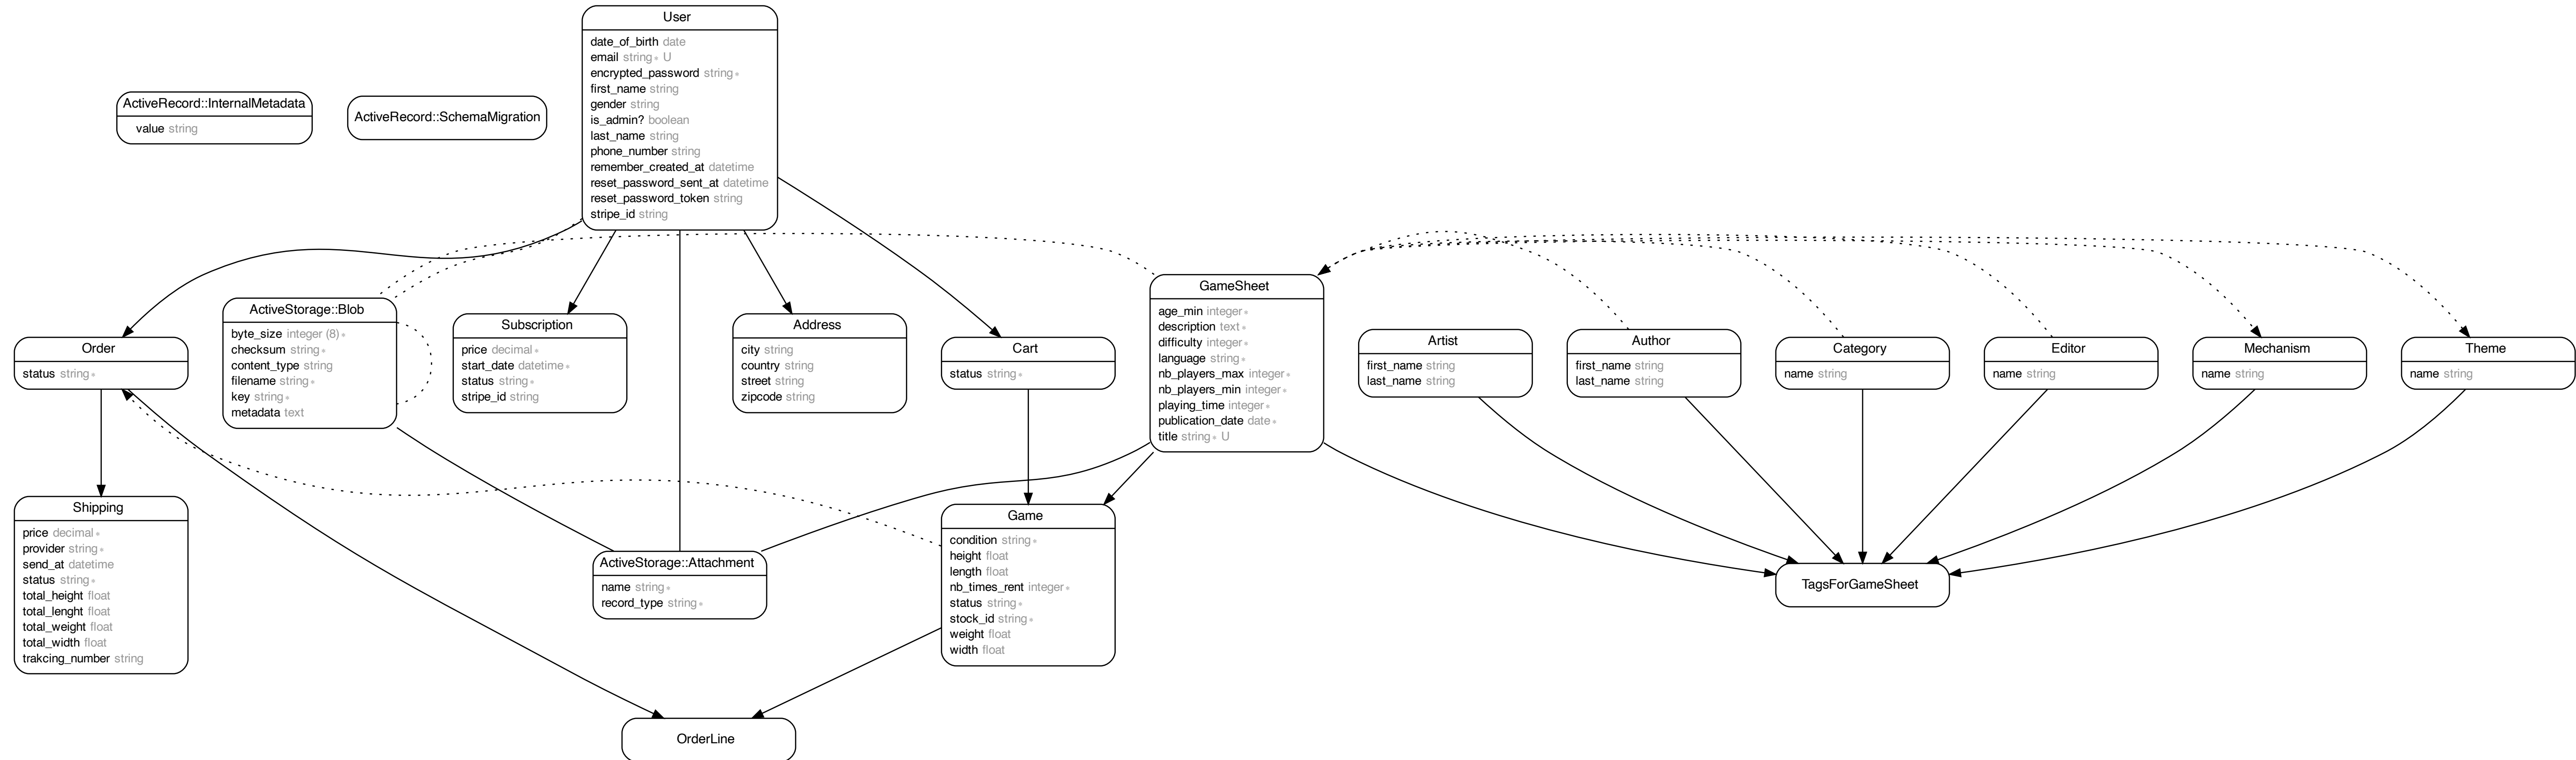 User
date_of_birth date
email string∗ U
encrypted_password string∗
first_name string
gender string
is_admin? boolean
last_name string
phone_number string
remember_created_at datetime
reset_password_sent_at datetime
reset_password_token string
stripe_id string
ActiveRecord::InternalMetadata
value string
ActiveRecord::SchemaMigration
Order
status string∗
ActiveStorage::Blob
byte_size integer (8)∗
checksum string∗
content_type string
filename string∗
key string∗
metadata text
Subscription
price decimal∗
start_date datetime∗
status string∗
stripe_id string
Address
city string
country string
street string
zipcode string
Cart
status string∗
GameSheet
age_min integer∗
description text∗
difficulty integer∗
language string∗
nb_players_max integer∗
nb_players_min integer∗
playing_time integer∗
publication_date date∗
title string∗ U
Artist
first_name string
last_name string
Author
first_name string
last_name string
Category
name string
Editor
name string
Mechanism
name string
Theme
name string
Shipping
price decimal∗
provider string∗
send_at datetime
status string∗
total_height float
total_lenght float
total_weight float
total_width float
trakcing_number string
ActiveStorage::Attachment
name string∗
record_type string∗
Game
condition string∗
height float
length float
nb_times_rent integer∗
status string∗
stock_id string∗
weight float
width float
TagsForGameSheet
OrderLine